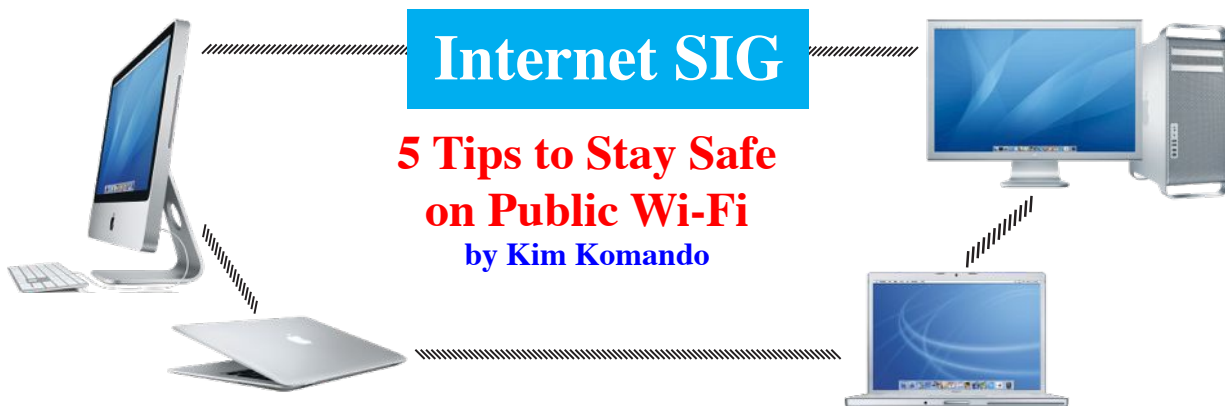 Internet SIG
5 Tips to Stay Safe
on Public Wi-Fi
by Kim Komando